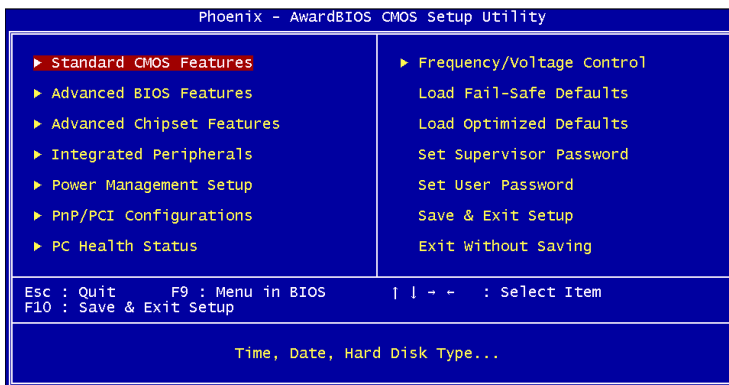 Phoenix - AwardBIOS CMOS Setup Utility
▶ Standard CMOS Features
▶ Advanced BIOS Features
▶ Advanced Chipset Features
▶ Integrated Peripherals
▶ Power Management Setup
▶ PnP/PCI Configurations
▶ PC Health Status
▶ Frequency/Voltage Control
Load Fail-Safe Defaults
Load Optimized Defaults
Set Supervisor Password
Set User Password
Save & Exit Setup
Exit Without Saving
Esc : Quit F9 : Menu in BIOS ↑ ↓ → ← : Select Item
F10 : Save & Exit Setup
Time, Date, Hard Disk Type...